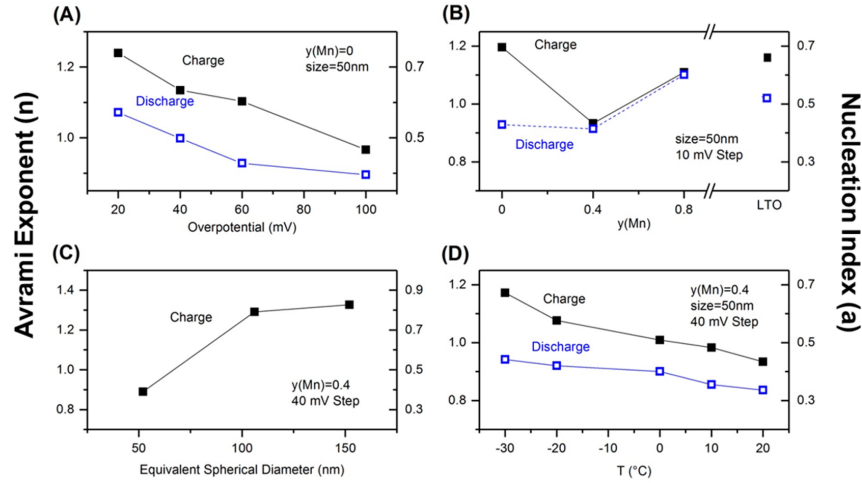 Avrami Exponent (n)
Nucleation Index (a)
(A)
y(Mn)=0
size=50nm
Charge
Discharge
1.2
1.0
0.7
0.5
20
40
60
80
100
Overpotential (mV)
(B)
Charge
Discharge
size=50nm
10 mV Step
1.2
1.0
0.8
0.7
0.5
0.3
0
0.4
0.8
LTO
y(Mn)
(C)
Charge
y(Mn)=0.4
40 mV Step
1.4
1.2
1.0
0.8
0.9
0.7
0.5
0.3
50
100
150
Equivalent Spherical Diameter (nm)
(D)
Charge
Discharge
y(Mn)=0.4
size=50nm
40 mV Step
1.2
1.0
0.8
0.7
0.5
0.3
-30
-20
-10
0
10
20
T (°C)